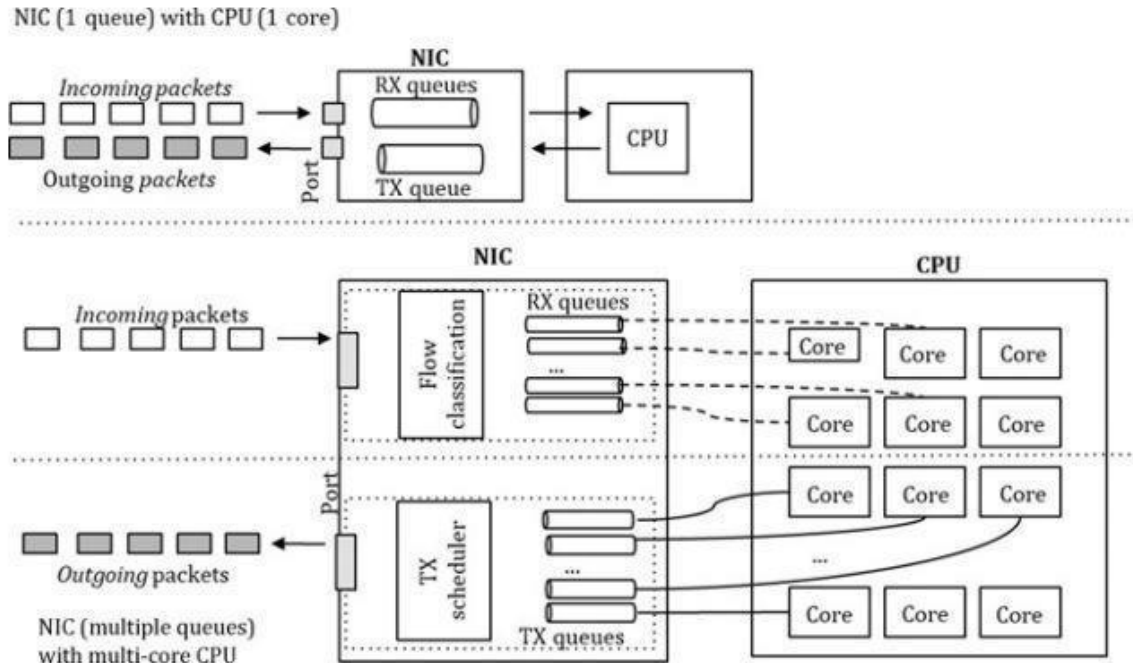 NIC (1 queue) with CPU (1 core)
NIC
Incoming packets
RX queues
CPU
Outgoing packets
Port
TX queue
NIC
CPU
Incoming packets
Flow
classification
RX queues
...
Core
Core
Core
Core
Core
Core
Port
Core
Core
Core
TX
scheduler
...
...
Outgoing packets
Core
Core
Core
TX queues
NIC (multiple queues)
with multi-core CPU